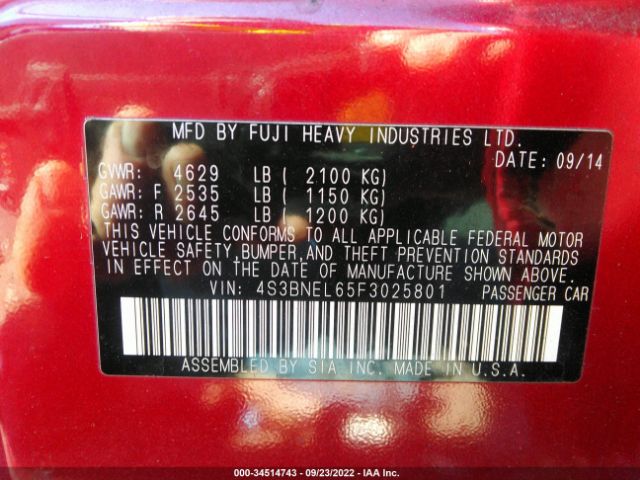 MFD BY FUJI HEAVY INDUSTRIES LTD.
DATE: 09/14
GVWR: 4629 LB ( 2100 KG)
GAWR: F 2535 LB ( 1150 KG)
GAWR: R 2645 LB ( 1200 KG)
THIS VEHICLE CONFORMS TO ALL APPLICABLE FEDERAL MOTOR
VEHICLE SAFETY, BUMPER, AND THEFT PREVENTION STANDARDS
IN EFFECT ON THE DATE OF MANUFACTURE SHOWN ABOVE.
VIN: 4S3BNEL65F3025801 PASSENGER CAR
ASSEMBLED BY SIA INC. MADE IN U.S.A.
000-34514743 - 09/23/2022 - IAA Inc.